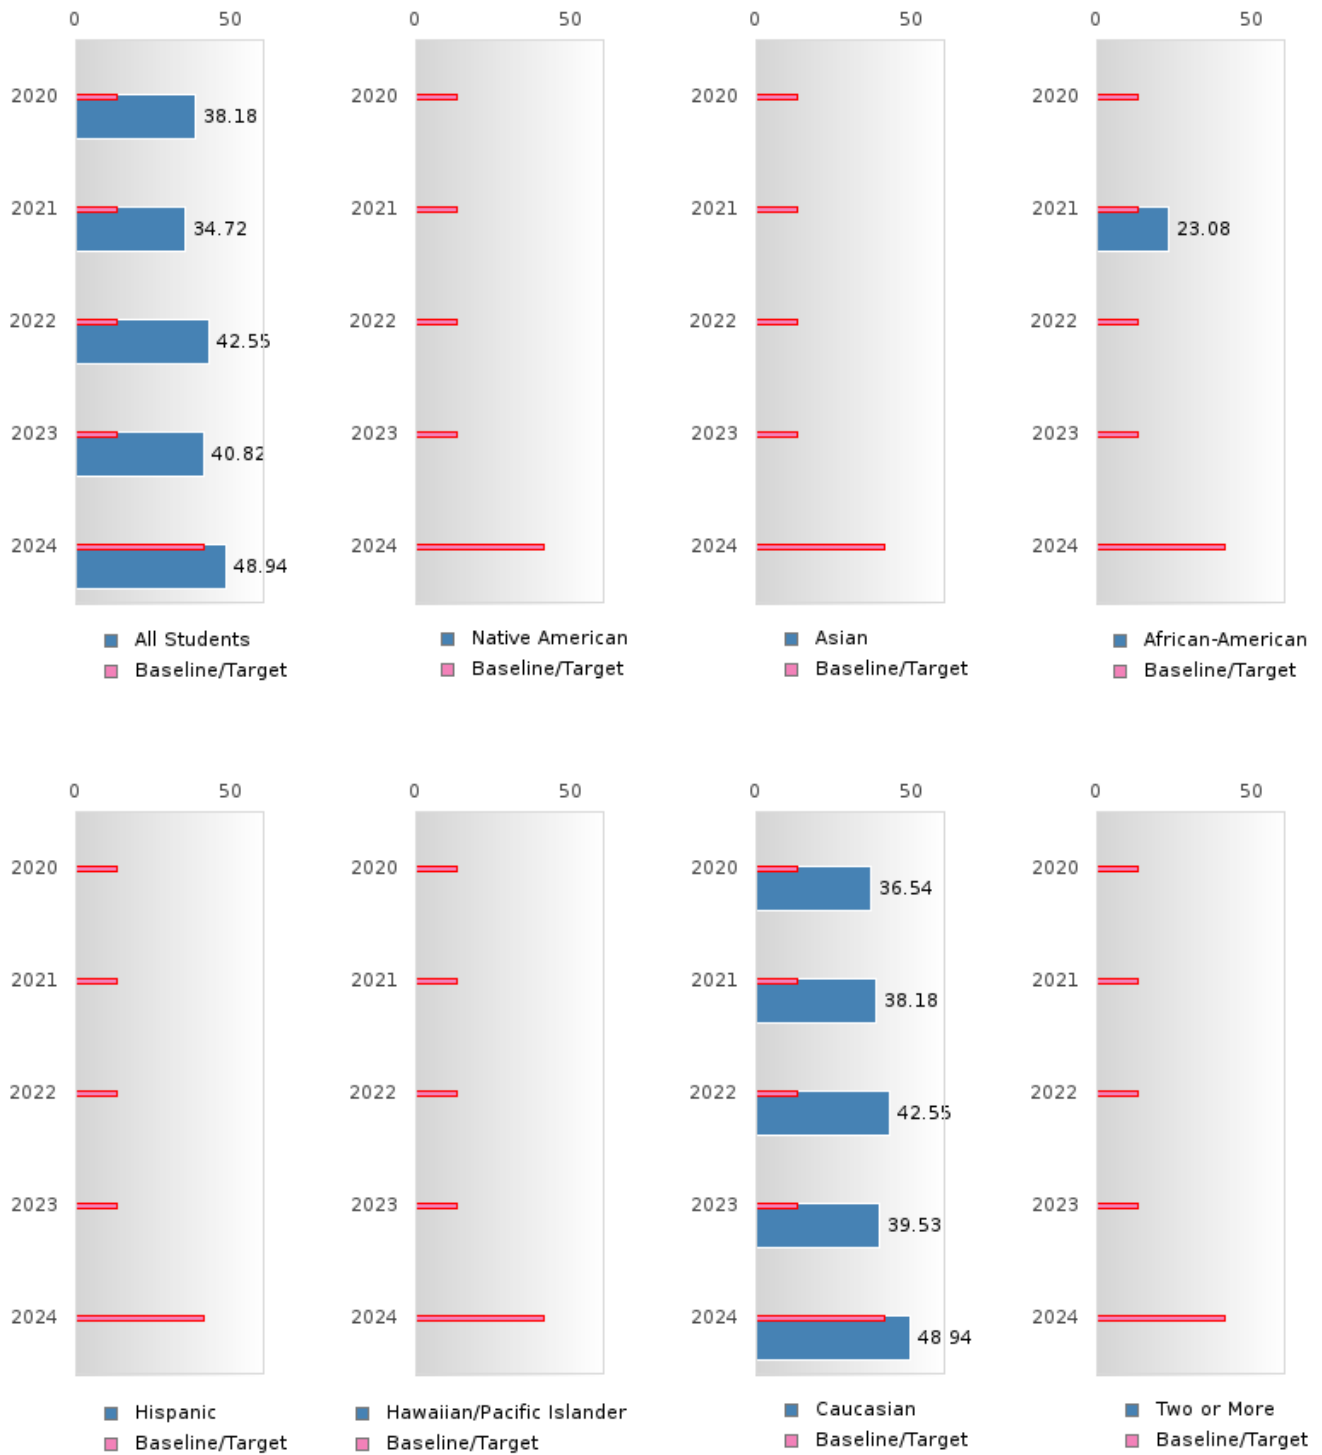 0 50 0 50 0 50 0 50
2020 38.18 2020 2020 2020
2021 34.72 2021 2021 2021 23.08
2022 42.55 2022 2022 2022
2023 40.82 2023 2023 2023
2024 48.94 2024 2024 2024
All Students Native American Asian African-American
Baseline/Target Baseline/Target Baseline/Target Baseline/Target
0 50 0 50 0 50 0 50
2020 2020 2020 36.54 2020
2021 2021 2021 38.18 2021
2022 2022 2022 42.55 2022
2023 2023 2023 39.53 2023
2024 2024 2024 48.94 2024
Hispanic Hawaiian/Pacific Islander Caucasian Two or More
Baseline/Target Baseline/Target Baseline/Target Baseline/Target